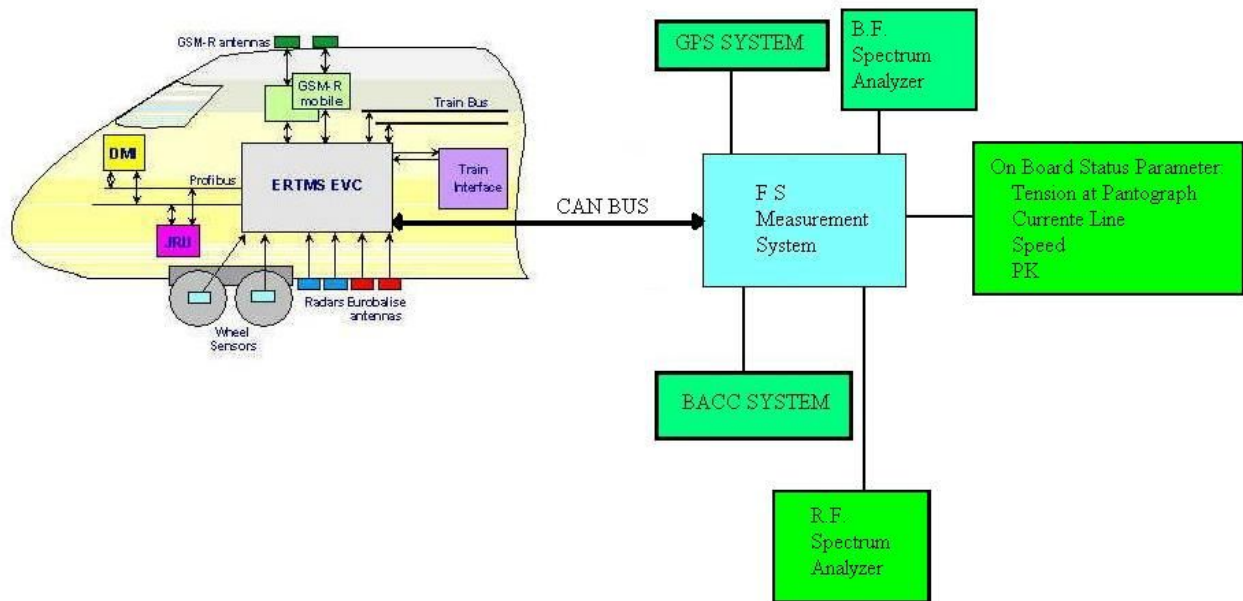 GSM-R antennas
GSM-R
mobile
Train Bus
DMI
Profibus
ERTMS EVC
Train
Interface
JRU
Radars
Eurobalise
antennas
Wheel
Sensors
CAN BUS
GPS SYSTEM
B.F.
Spectrum
Analyzer
F S
Measurement
System
On Board Status Parameter:
Tension at Pantograph
Currente Line
Speed
PK
BACC SYSTEM
R.F.
Spectrum
Analyzer